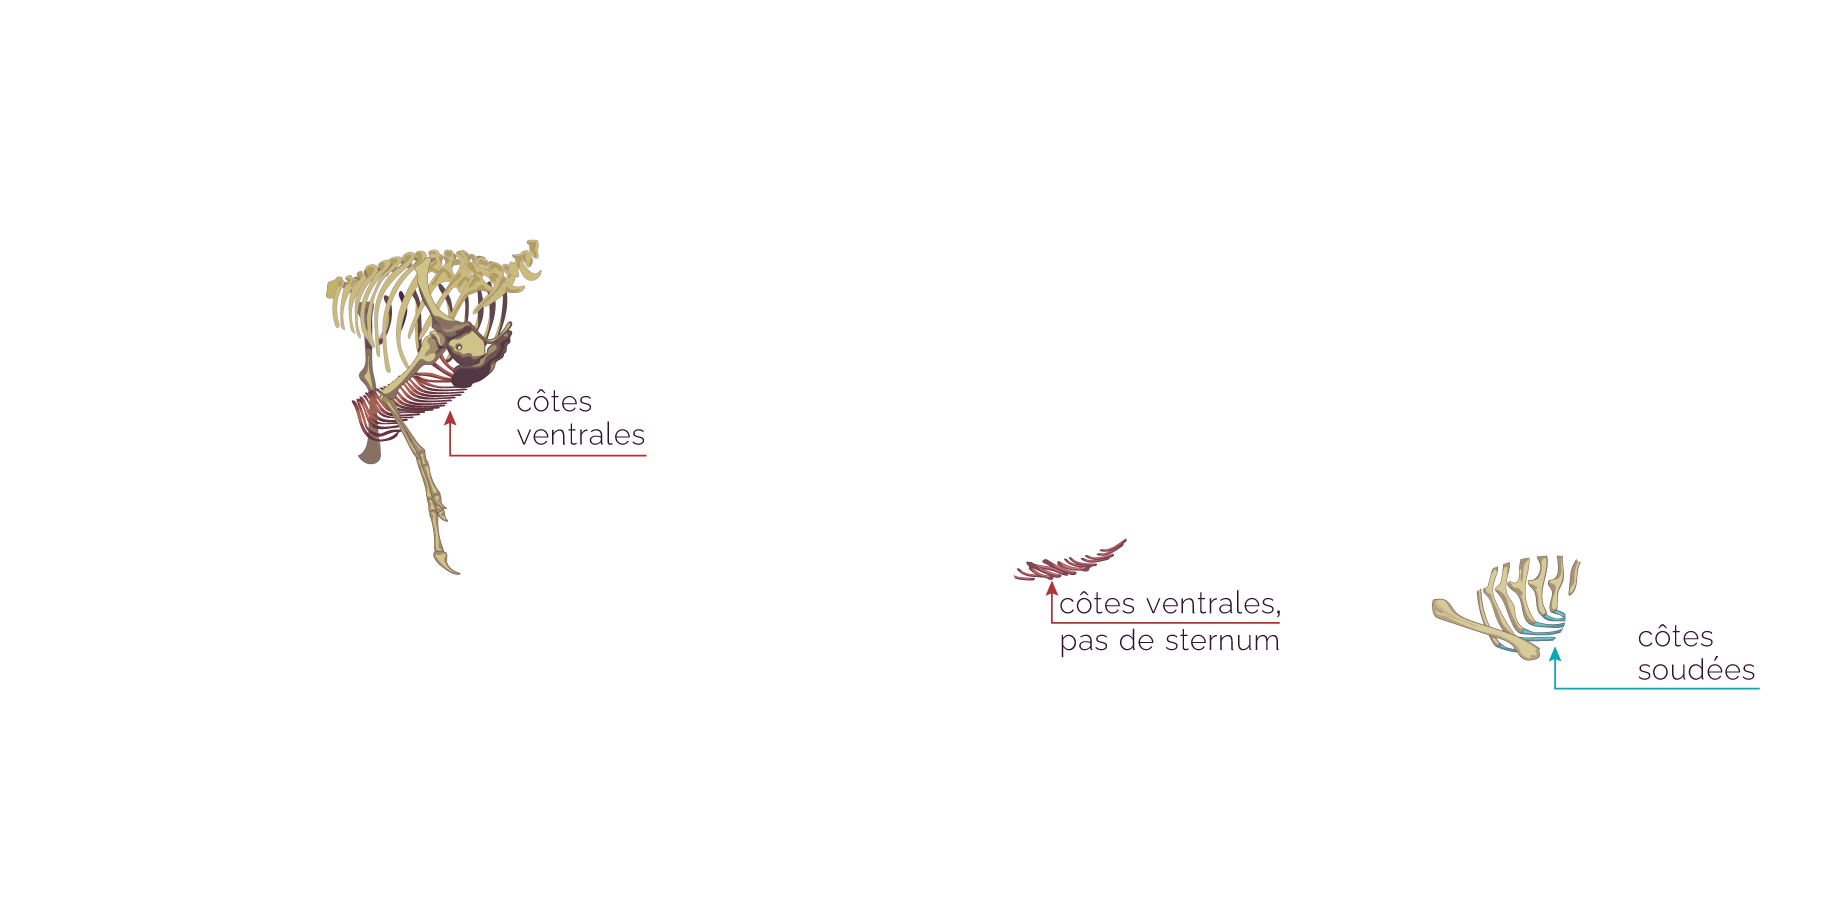 côtes
ventrales
côtes ventrales,
pas de sternum
côtes
soudées